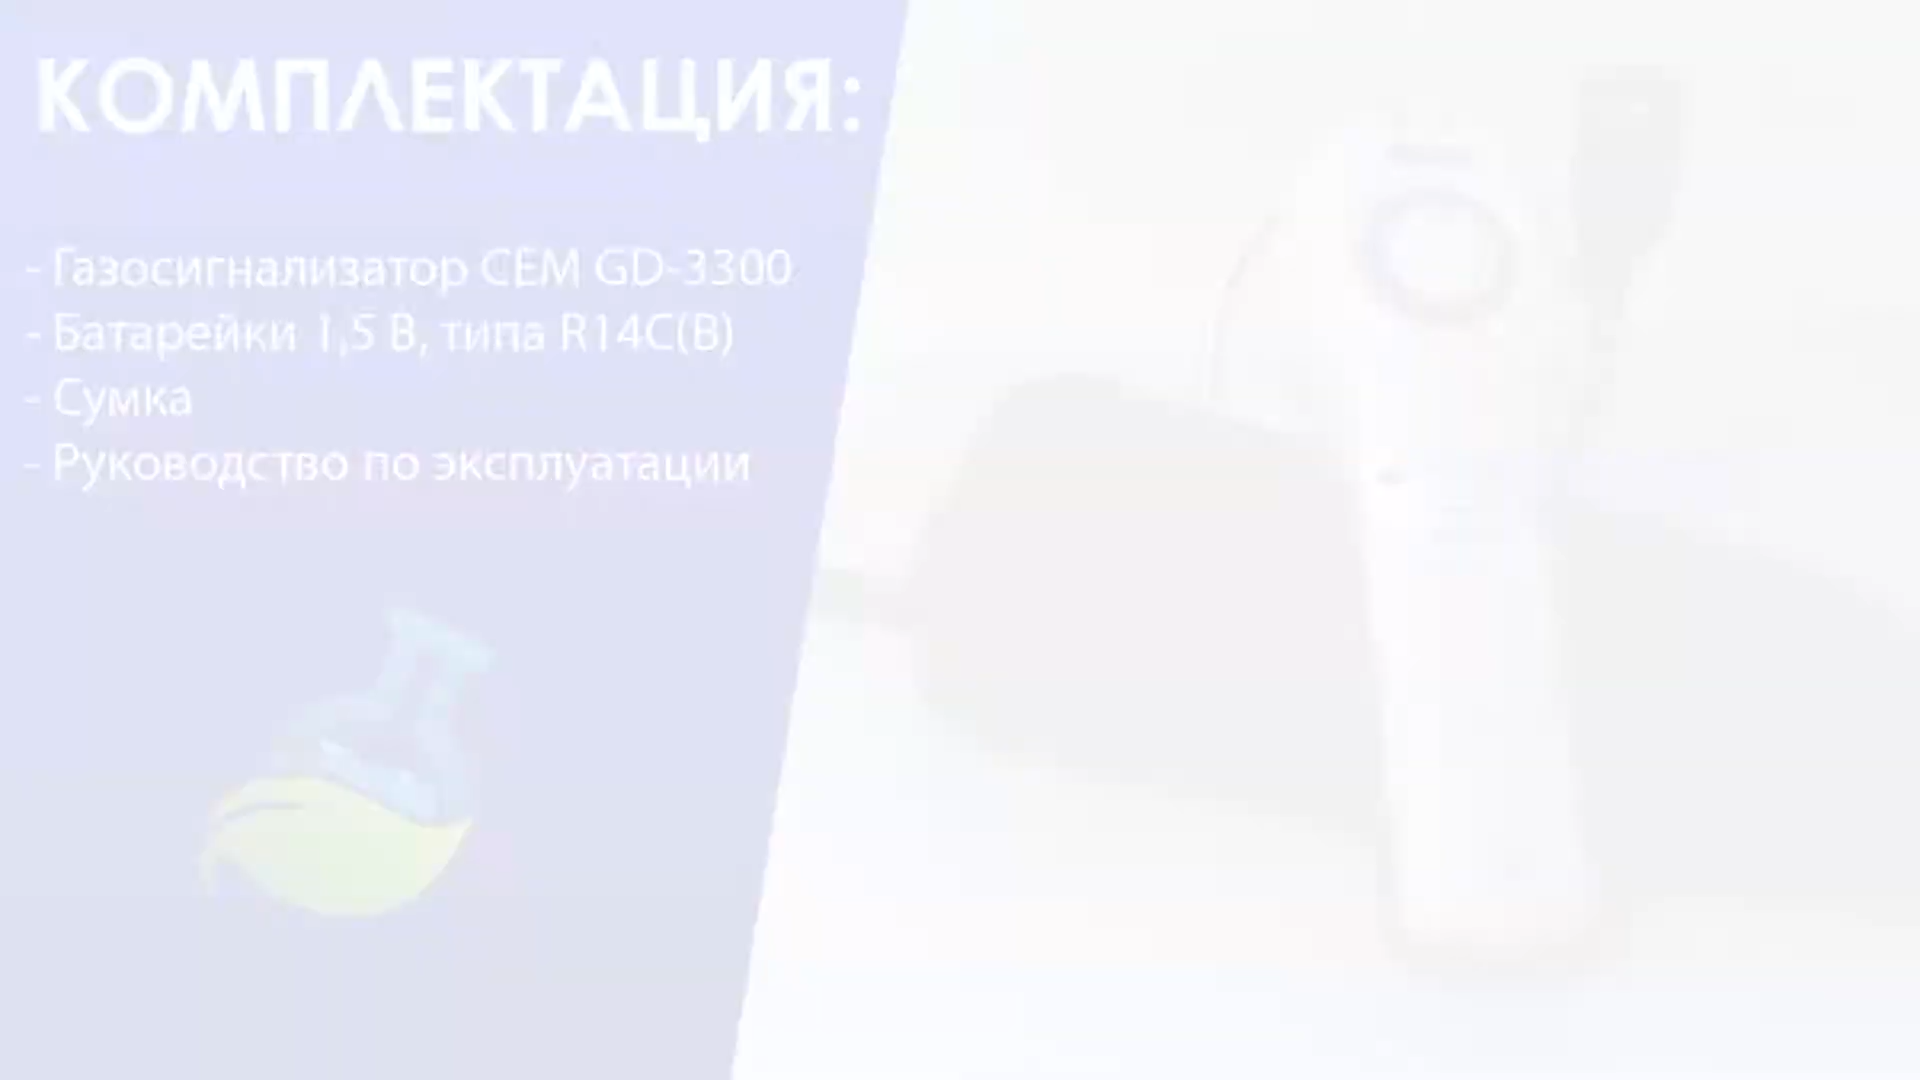 КОМПЛЕКТАЦИЯ:
- Газосигнализатор CEM GD-3300
- Батарейки 1,5 В, типа R14C(B)
- Сумка
- Руководство по эксплуатации